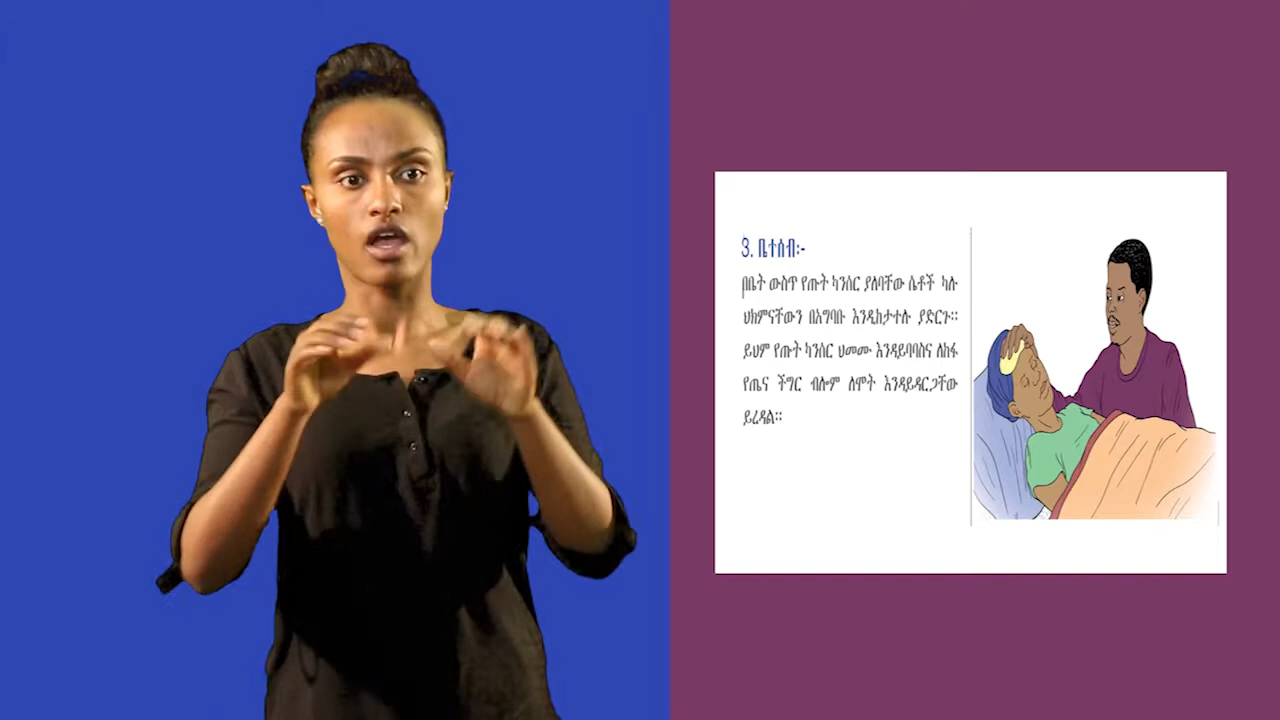 3. ቤተሰብ፡-
በቤት ውስጥ የጡት ካንሰር ያለባቸው ሴቶች ካሉ
ህክምናቸውን በአግባቡ እንዲከታተሉ ያድርጉ።
ይህም የጡት ካንሰር ህመሙ እንዳይባባስና ለከፋ
የጤና ችግር ብሎም ለሞት እንዳይዳርጋቸው
ይረዳል።